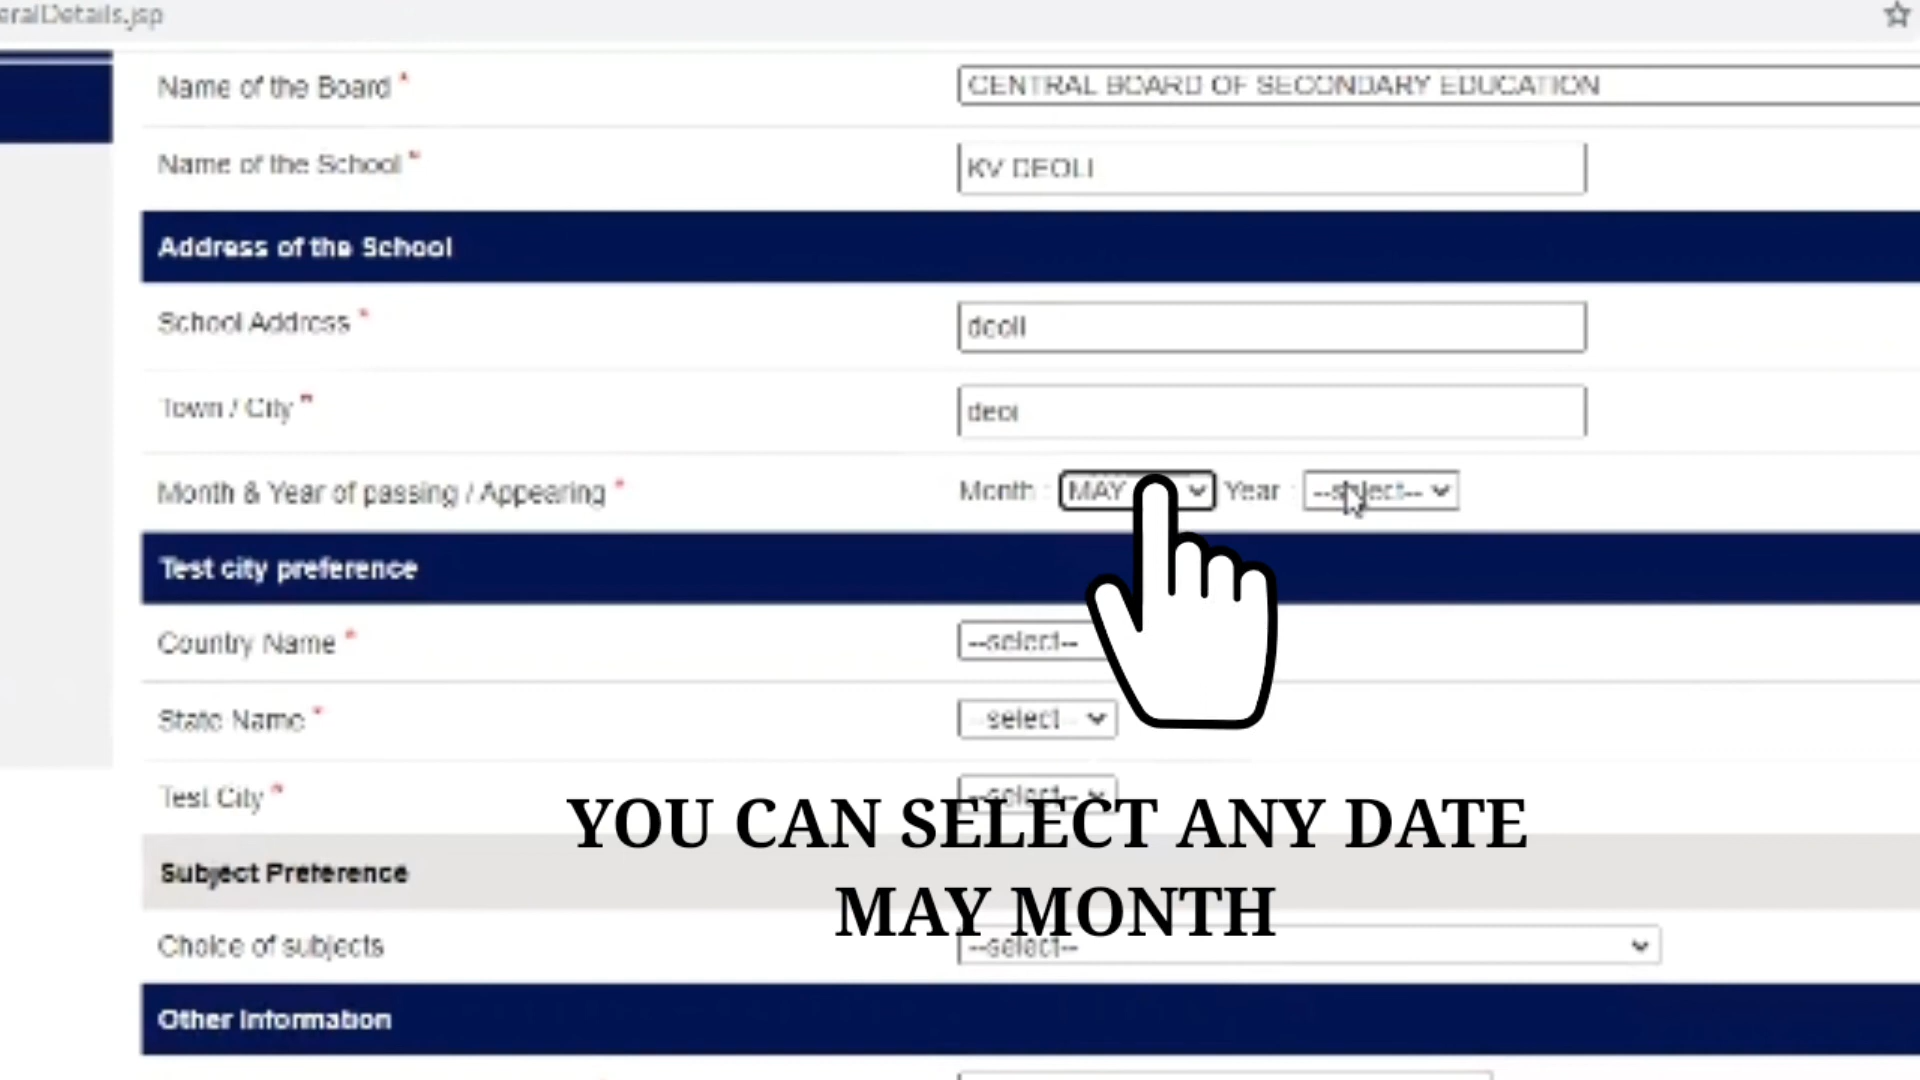 eralDetails.jsp
Name of the Board * CENTRAL BOARD OF SECONDARY EDUCATION
Name of the School * KV DEOLI
Address of the School
School Address * deoli
Town / City * deoi
Month & Year of passing / Appearing * Month : MAY Year : --select--
Test city preference
Country Name * --select--
State Name * --select--
Test City * --select--
YOU CAN SELECT ANY DATE
Subject Preference
MAY MONTH
Choice of subjects --select--
Other Information